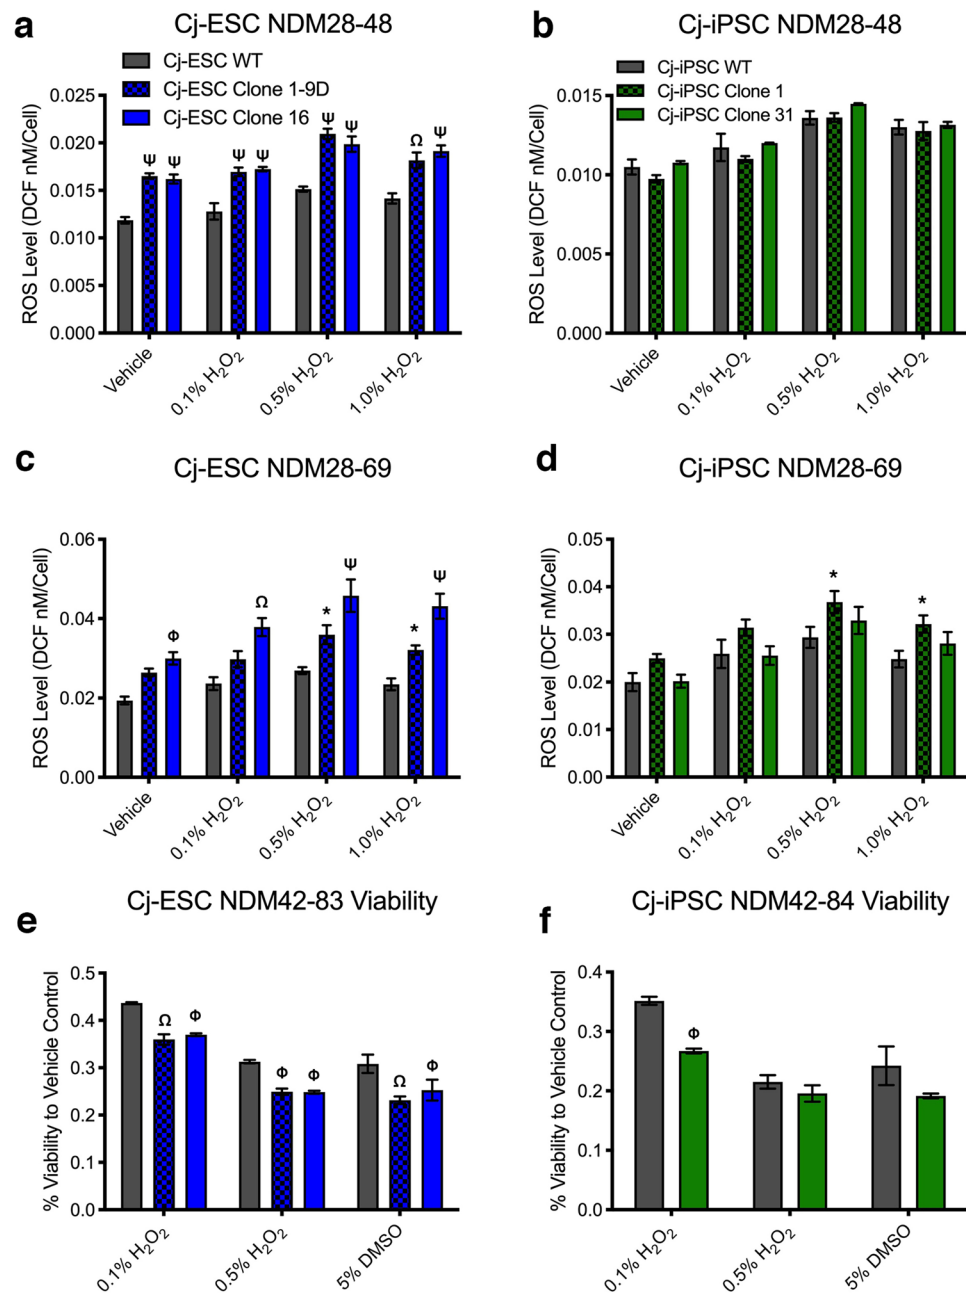 a
Cj-ESC NDM28-48
Cj-ESC WT
Cj-ESC Clone 1-9D
Cj-ESC Clone 16
ROS Level (DCF nM/Cell)
0.025
0.020
0.015
0.010
0.005
0.000
Ψ Ψ Ψ Ψ Ψ Ψ Ω Ψ
Vehicle
0.1% H₂O₂
0.5% H₂O₂
1.0% H₂O₂
b
Cj-iPSC NDM28-48
Cj-iPSC WT
Cj-iPSC Clone 1
Cj-iPSC Clone 31
ROS Level (DCF nM/Cell)
0.015
0.010
0.005
0.000
Vehicle
0.1% H₂O₂
0.5% H₂O₂
1.0% H₂O₂
c
Cj-ESC NDM28-69
ROS Level (DCF nM/Cell)
0.06
0.04
0.02
0.00
Φ Ω * Ψ * Ψ
Vehicle
0.1% H₂O₂
0.5% H₂O₂
1.0% H₂O₂
d
Cj-iPSC NDM28-69
ROS Level (DCF nM/Cell)
0.05
0.04
0.03
0.02
0.01
0.00
* *
Vehicle
0.1% H₂O₂
0.5% H₂O₂
1.0% H₂O₂
e
Cj-ESC NDM42-83 Viability
% Viability to Vehicle Control
0.5
0.4
0.3
0.2
0.1
0.0
Ω Φ Φ Φ Ω Φ
0.1% H₂O₂
0.5% H₂O₂
5% DMSO
f
Cj-iPSC NDM42-84 Viability
% Viability to Vehicle Control
0.4
0.3
0.2
0.1
0.0
Φ
0.1% H₂O₂
0.5% H₂O₂
5% DMSO